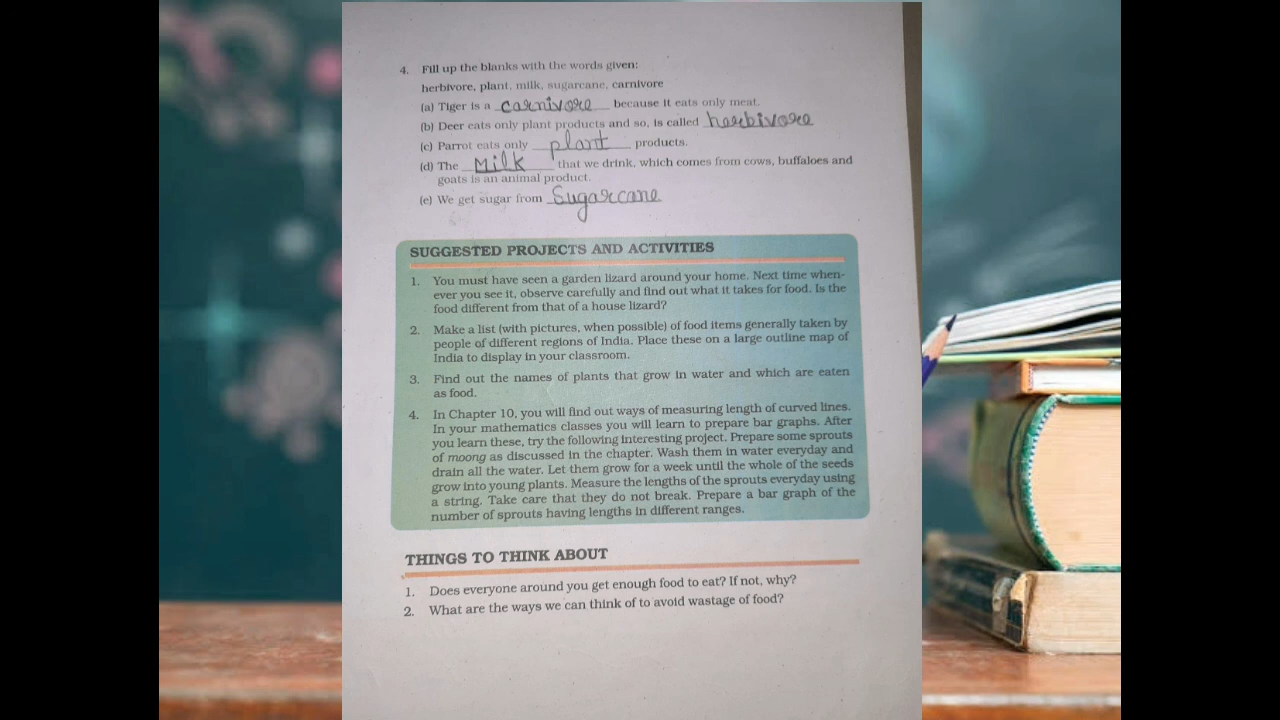 4. Fill up the blanks with the words given:
herbivore, plant, milk, sugarcane, carnivore
(a) Tiger is a carnivore because it eats only meat.
(b) Deer eats only plant products and so, is called herbivore
(c) Parrot eats only plant products.
(d) The Milk that we drink, which comes from cows, buffaloes and
goats is an animal product.
(e) We get sugar from Sugarcane
SUGGESTED PROJECTS AND ACTIVITIES
1. You must have seen a garden lizard around your home. Next time when-
ever you see it, observe carefully and find out what it takes for food. Is the
food different from that of a house lizard?
2. Make a list (with pictures, when possible) of food items generally taken by
people of different regions of India. Place these on a large outline map of
India to display in your classroom.
3. Find out the names of plants that grow in water and which are eaten
as food.
4. In Chapter 10, you will find out ways of measuring length of curved lines.
In your mathematics classes you will learn to prepare bar graphs. After
you learn these, try the following interesting project. Prepare some sprouts
of moong as discussed in the chapter. Wash them in water everyday and
drain all the water. Let them grow for a week until the whole of the seeds
grow into young plants. Measure the lengths of the sprouts everyday using
a string. Take care that they do not break. Prepare a bar graph of the
number of sprouts having lengths in different ranges.
THINGS TO THINK ABOUT
1. Does everyone around you get enough food to eat? If not, why?
2. What are the ways we can think of to avoid wastage of food?